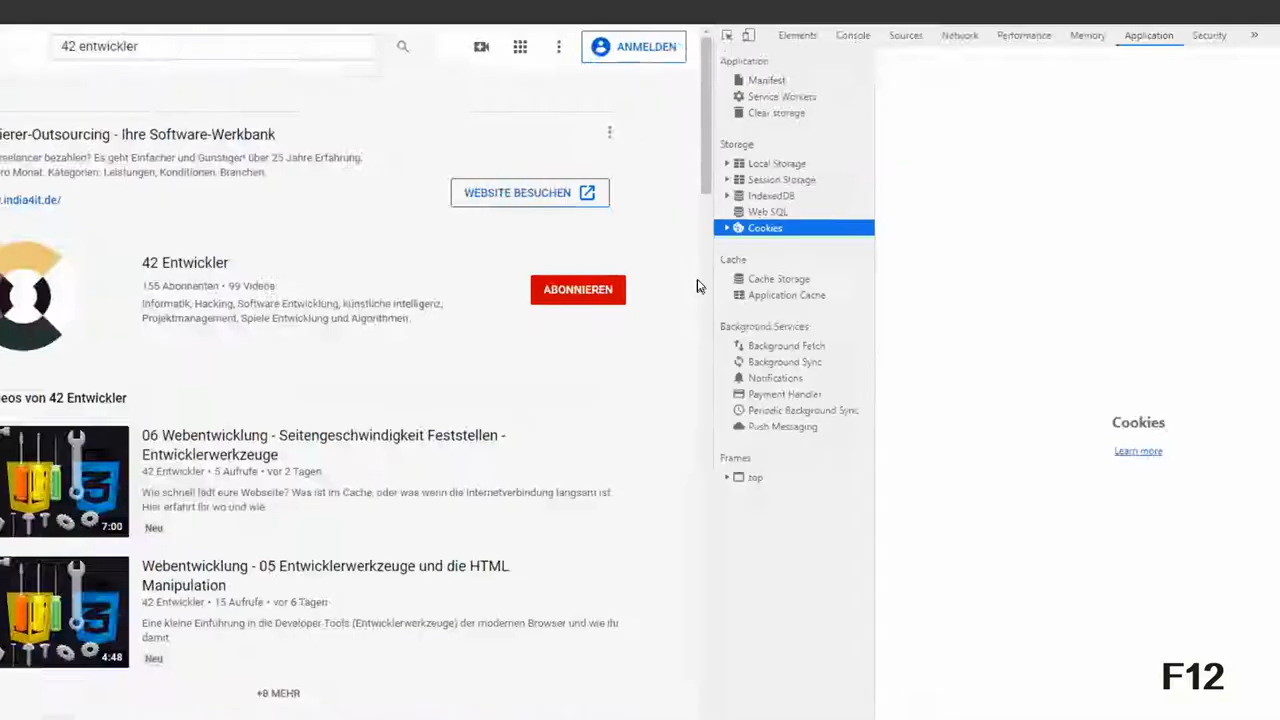 42 entwickler
ANMELDEN
ierer-Outsourcing - Ihre Software-Werkbank
reelancer bezahlen? Es geht Einfacher und Günstiger! Über 25 Jahre Erfahrung.
ro Monat. Kategorien: Leistungen, Konditionen, Branchen.
.india4it.de/
WEBSITE BESUCHEN
42 Entwickler
155 Abonnenten • 99 Videos
Informatik, Hacking, Software Entwicklung, künstliche Intelligenz,
Projektmanagement, Spiele Entwicklung und Algorithmen.
ABONNIEREN
eos von 42 Entwickler
06 Webentwicklung - Seitengeschwindigkeit Feststellen -
Entwicklerwerkzeuge
42 Entwickler • 5 Aufrufe • vor 2 Tagen
Wie schnell lädt eure Webseite? Was ist im Cache, oder was wenn die Internetverbindung langsam ist.
Hier erfahrt ihr wo und wie
Neu
7:00
Webentwicklung - 05 Entwicklerwerkzeuge und die HTML
Manipulation
42 Entwickler • 15 Aufrufe • vor 6 Tagen
Eine kleine Einführung in die Developer Tools (Entwicklerwerkzeuge) der modernen Browser und wie ihr
damit
Neu
4:48
+9 MEHR
Elements Console Sources Network Performance Memory Application Security »
Application
Manifest
Service Workers
Clear storage
Storage
Local Storage
Session Storage
IndexedDB
Web SQL
Cookies
Cache
Cache Storage
Application Cache
Background Services
Background Fetch
Background Sync
Notifications
Payment Handler
Periodic Background Sync
Push Messaging
Frames
top
Cookies
Learn more
F12